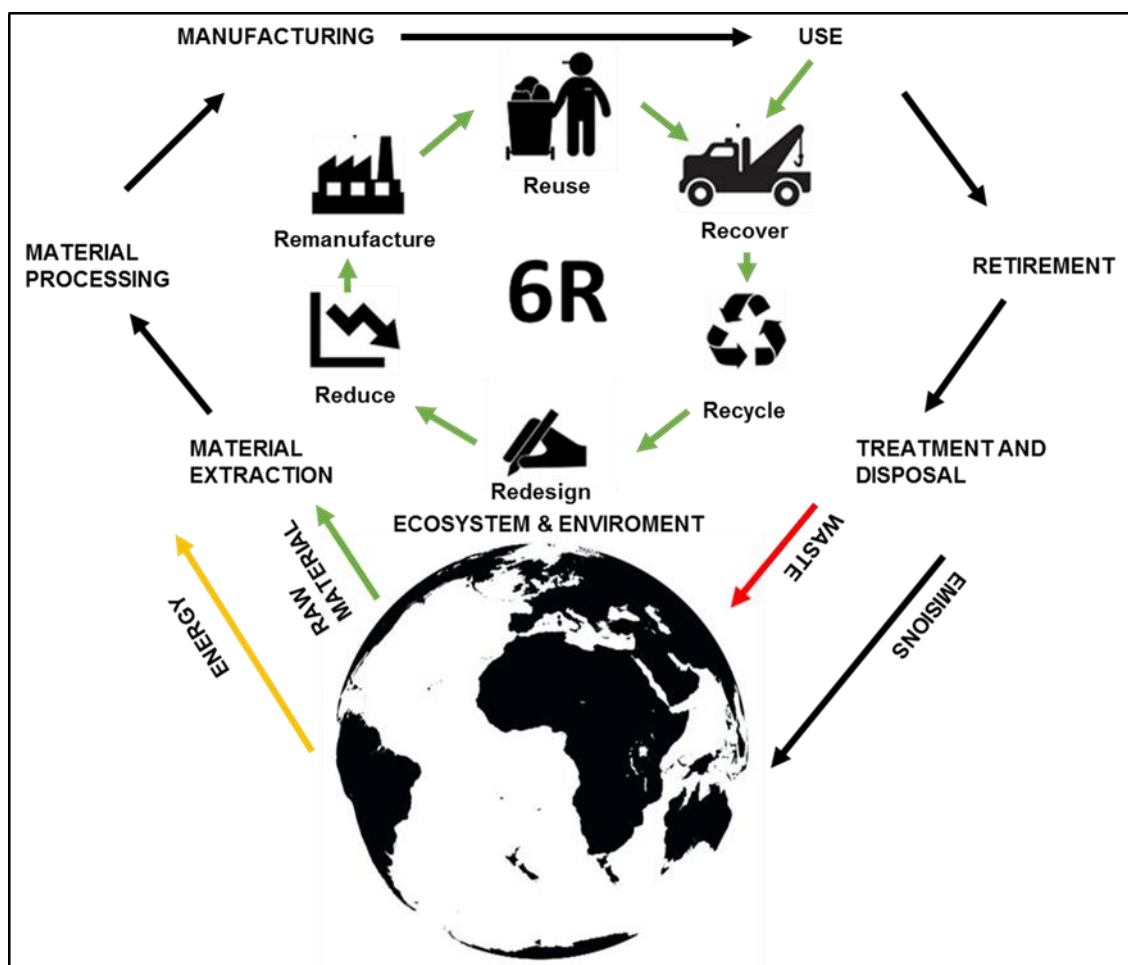 MANUFACTURING
USE
Reuse
Remanufacture
Recover
6R
MATERIAL
PROCESSING
RETIREMENT
Reduce
Recycle
MATERIAL
EXTRACTION
TREATMENT AND
DISPOSAL
Redesign
ECOSYSTEM & ENVIROMENT
RAW
MATERIAL
ENERGY
WASTE
EMISIONS